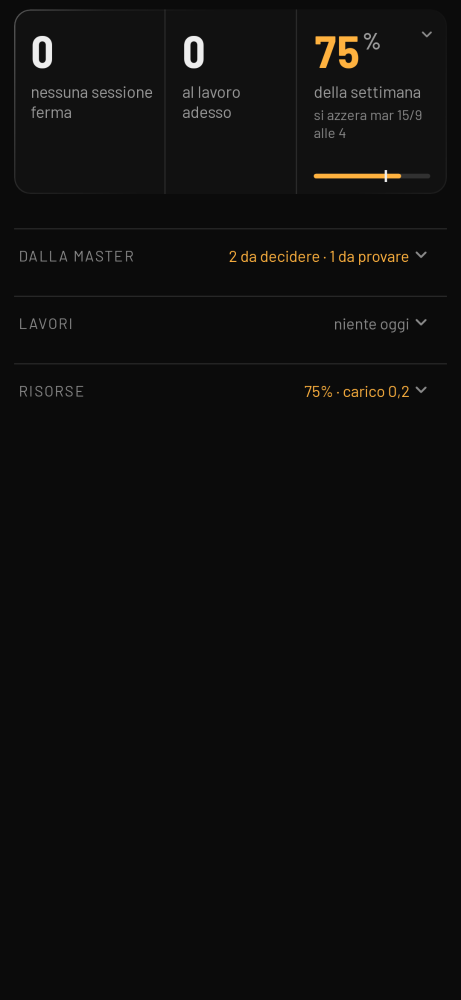 0
nessuna sessione
ferma
0
al lavoro
adesso
75%
della settimana
si azzera mar 15/9
alle 4
DALLA MASTER
2 da decidere · 1 da provare
LAVORI
niente oggi
RISORSE
75% · carico 0,2